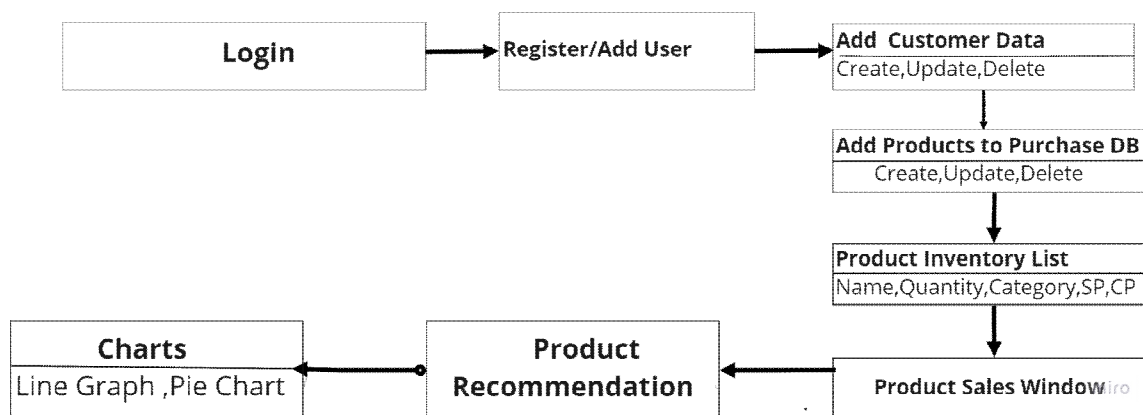 Login
Register/Add User
Add Customer Data
Create,Update,Delete
Add Products to Purchase DB
Create,Update,Delete
Product Inventory List
Name,Quantity,Category,SP,CP
Product Sales Window
miro
Product
Recommendation
Charts
Line Graph ,Pie Chart